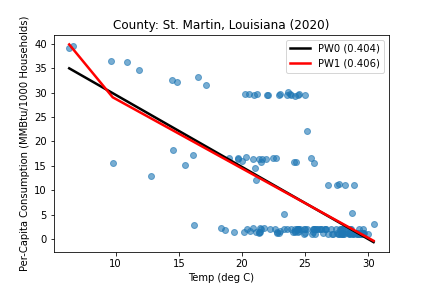 County: St. Martin, Louisiana (2020)
PW0 (0.404)
PW1 (0.406)
Per-Capita Consumption (MMBtu/1000 Households)
40
35
30
25
20
15
10
5
0
10
15
20
25
30
Temp (deg C)